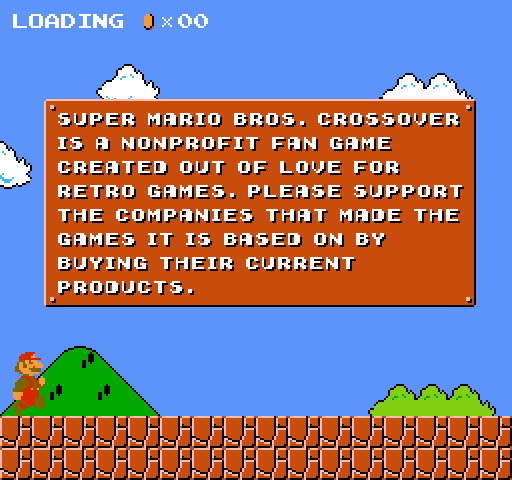 LOADING ×00
SUPER MARIO BROS. CROSSOVER
IS A NONPROFIT FAN GAME
CREATED OUT OF LOVE FOR
RETRO GAMES. PLEASE SUPPORT
THE COMPANIES THAT MADE THE
GAMES IT IS BASED ON BY
BUYING THEIR CURRENT
PRODUCTS.